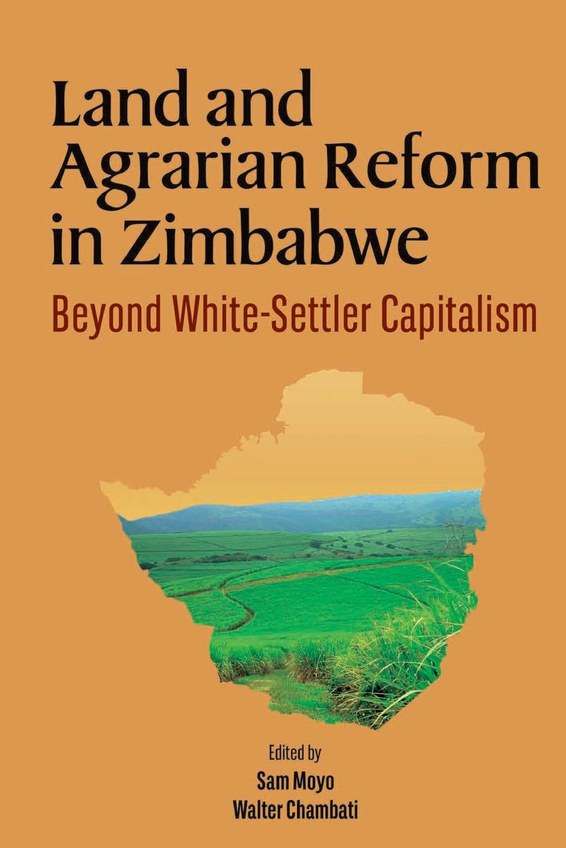 Land and
Agrarian Reform
in Zimbabwe
Beyond White-Settler Capitalism
Edited by
Sam Moyo
Walter Chambati